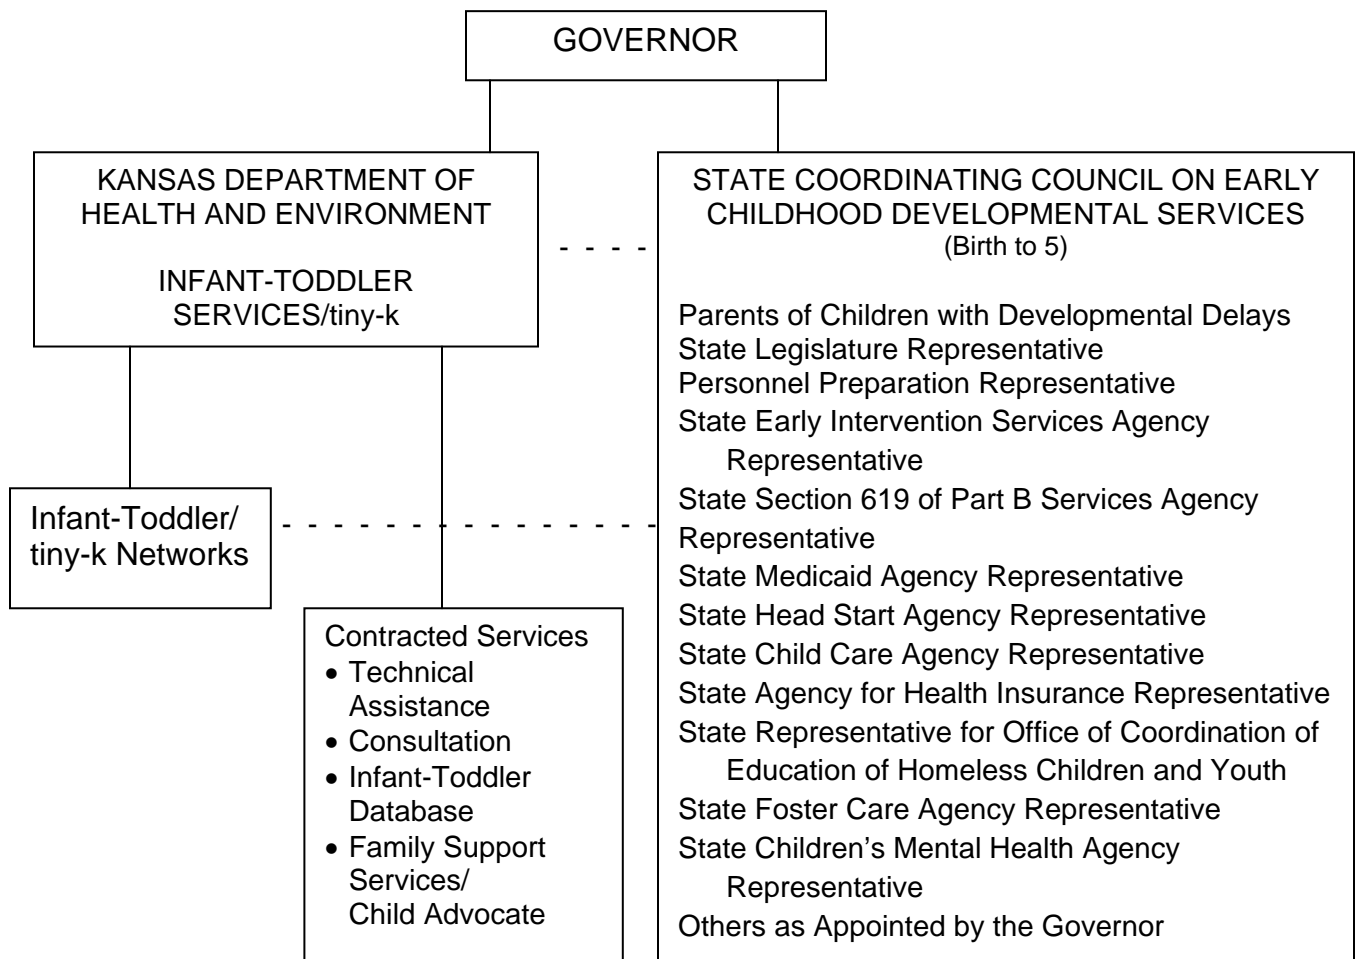 GOVERNOR
KANSAS DEPARTMENT OF
HEALTH AND ENVIRONMENT
INFANT-TODDLER
SERVICES/tiny-k
STATE COORDINATING COUNCIL ON EARLY
CHILDHOOD DEVELOPMENTAL SERVICES
(Birth to 5)
Parents of Children with Developmental Delays
State Legislature Representative
Personnel Preparation Representative
State Early Intervention Services Agency
Representative
State Section 619 of Part B Services Agency
Representative
State Medicaid Agency Representative
State Head Start Agency Representative
State Child Care Agency Representative
State Agency for Health Insurance Representative
State Representative for Office of Coordination of
Education of Homeless Children and Youth
State Foster Care Agency Representative
State Children’s Mental Health Agency
Representative
Others as Appointed by the Governor
Infant-Toddler/
tiny-k Networks
Contracted Services
• Technical
Assistance
• Consultation
• Infant-Toddler
Database
• Family Support
Services/
Child Advocate